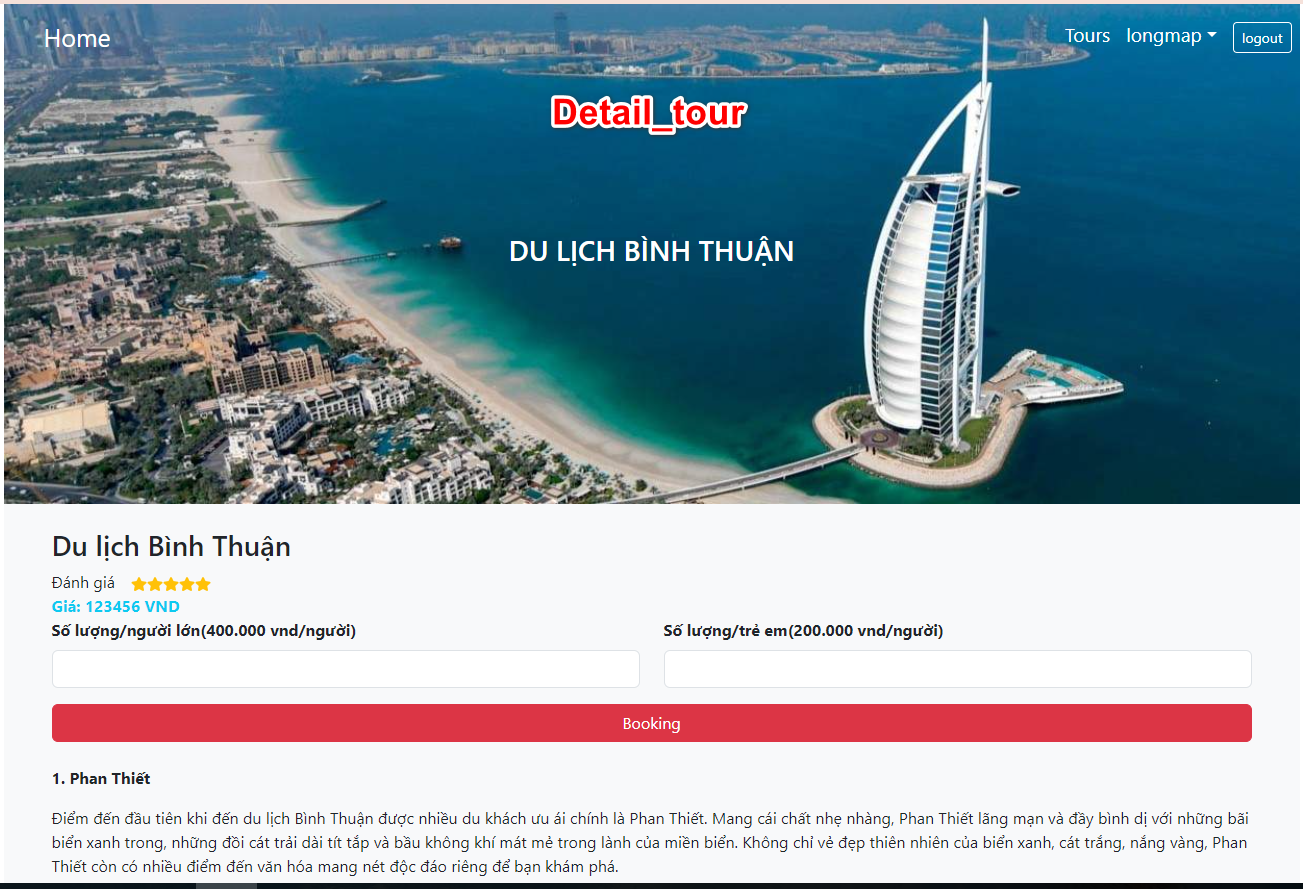 Home
Tours
longmap
logout
Detail_tour
DU LỊCH BÌNH THUẬN
Du lịch Bình Thuận
Đánh giá
Giá: 123456 VND
Số lượng/người lớn(400.000 vnd/người)
Số lượng/trẻ em(200.000 vnd/người)
Booking
1. Phan Thiết
Điểm đến đầu tiên khi đến du lịch Bình Thuận được nhiều du khách ưu ái chính là Phan Thiết. Mang cái chất nhẹ nhàng, Phan Thiết lãng mạn và đầy bình dị với những bãi
biển xanh trong, những đồi cát trải dài tít tắp và bầu không khí mát mẻ trong lành của miền biển. Không chỉ vẻ đẹp thiên nhiên của biển xanh, cát trắng, nắng vàng, Phan
Thiết còn có nhiều điểm đến văn hóa mang nét độc đáo riêng để bạn khám phá.